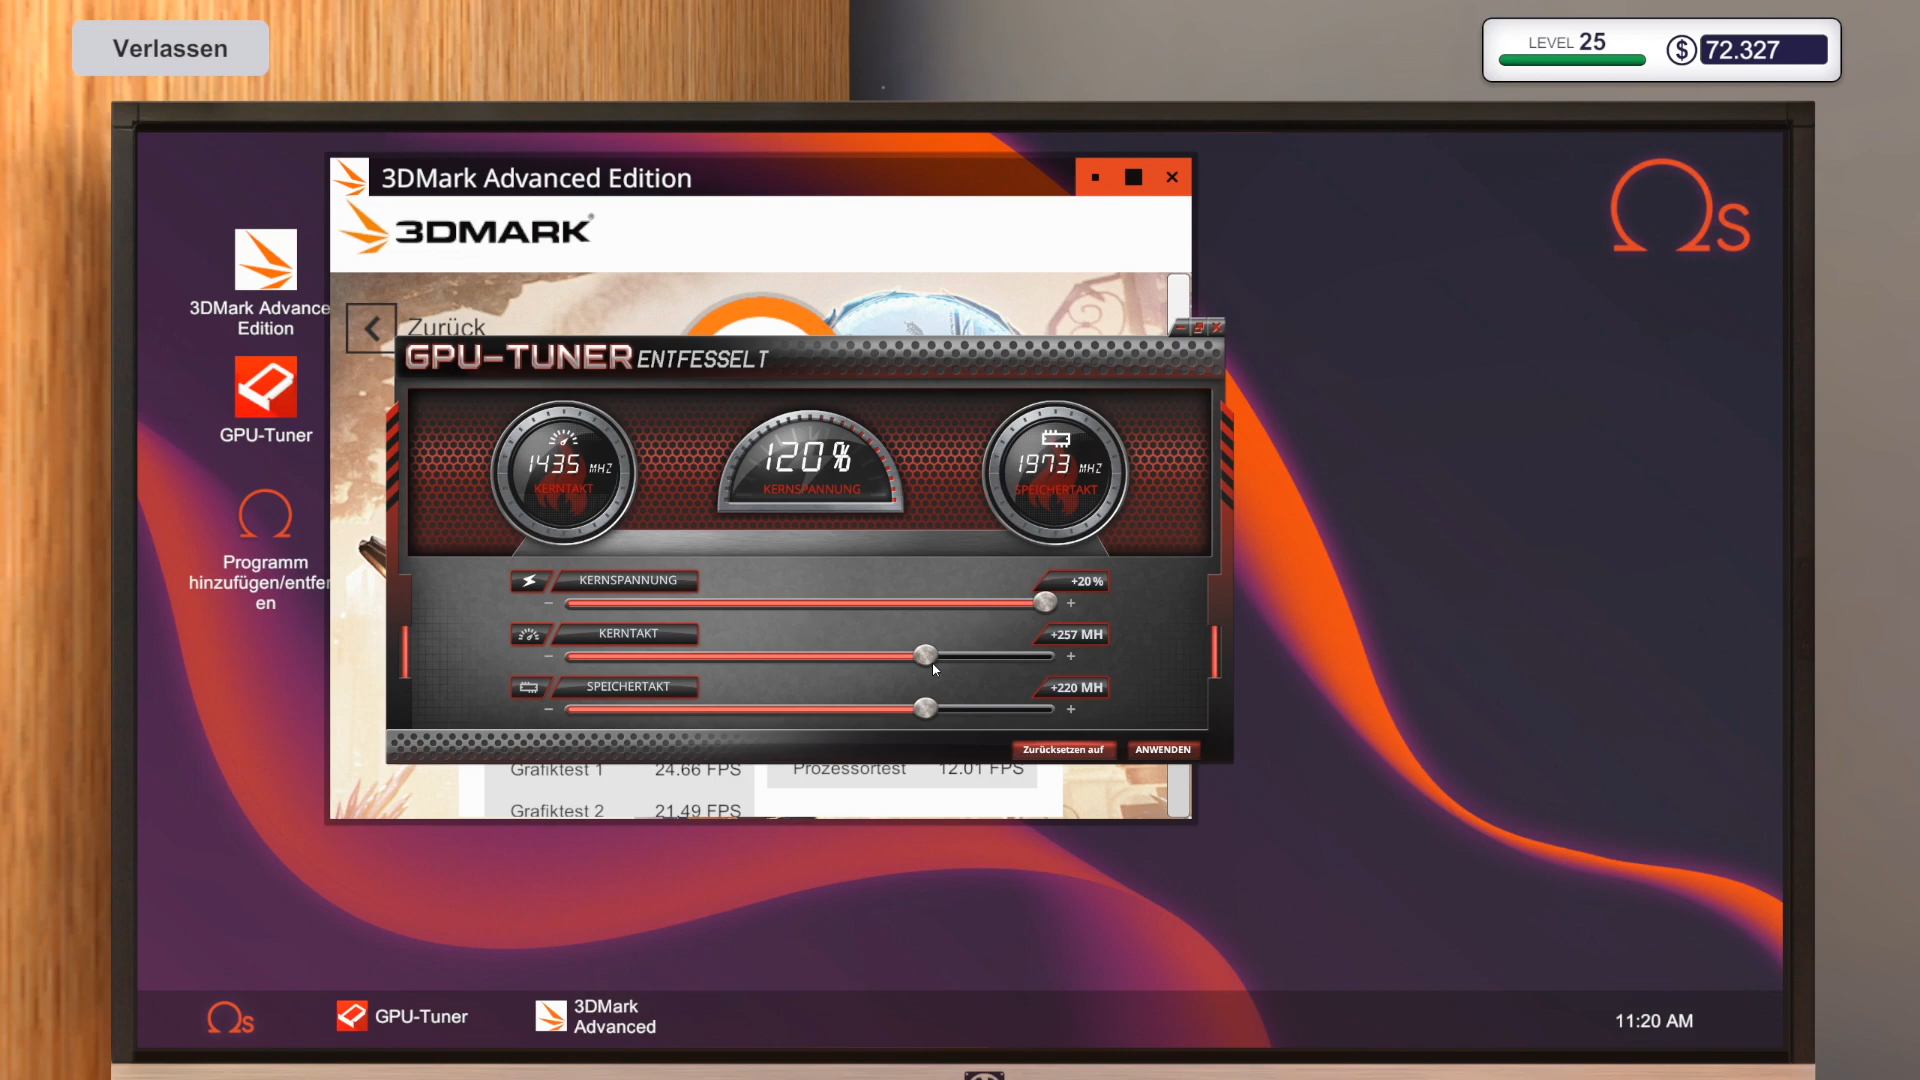 Verlassen
LEVEL 25
$ 72.327
3DMark Advanced Edition
3DMARK
3DMark Advance
Edition
Zurück
GPU-TUNER ENTFESSELT
GPU-Tuner
1435 MHZ
KERNTAKT
120%
KERNSPANNUNG
1973 MHZ
SPEICHERTAKT
Programm
hinzufügen/entfer
en
KERNSPANNUNG
+20 %
KERNTAKT
+257 MH
SPEICHERTAKT
+220 MH
Zurücksetzen auf
ANWENDEN
Grafiktest 1 24.66 FPS
Prozessortest 12.01 FPS
Grafiktest 2 21.49 FPS
Ωs
Ωs
GPU-Tuner
3DMark
Advanced
11:20 AM